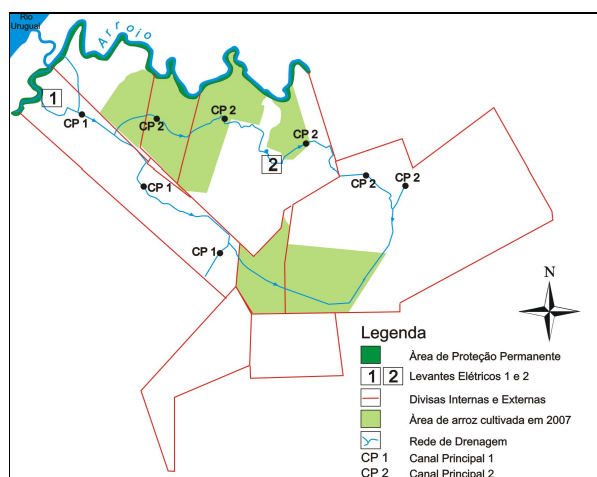 Rio
Uruguai
Arroio
1
CP 1
CP 2
CP 2
CP 2
2
CP 2
CP 2
CP 1
CP 1
N
Legenda
Àrea de Proteção Permanente
1 2 Levantes Elétricos 1 e 2
Divisas Internas e Externas
Àrea de arroz cultivada em 2007
Rede de Drenagem
CP 1 Canal Principal 1
CP 2 Canal Principal 2